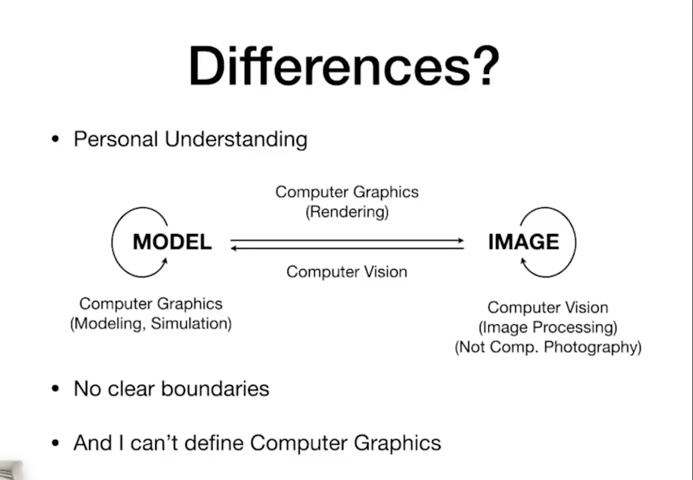 Differences?
• Personal Understanding
Computer Graphics
(Rendering)
MODEL
IMAGE
Computer Vision
Computer Graphics
(Modeling, Simulation)
Computer Vision
(Image Processing)
(Not Comp. Photography)
• No clear boundaries
• And I can't define Computer Graphics